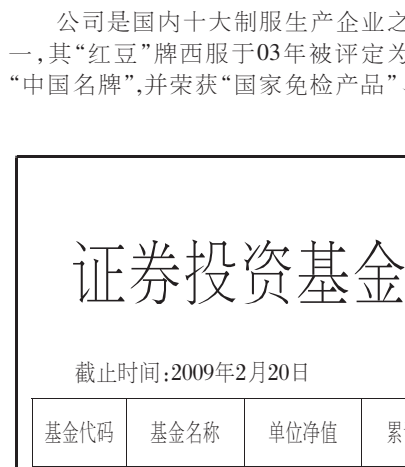 公司是国内十大制服生产企业之
一,其“红豆”牌西服于03年被评定为
“中国名牌”,并荣获“国家免检产品”
证券投资基金
截止时间:2009年2月20日
基金代码 基金名称 单位净值 累